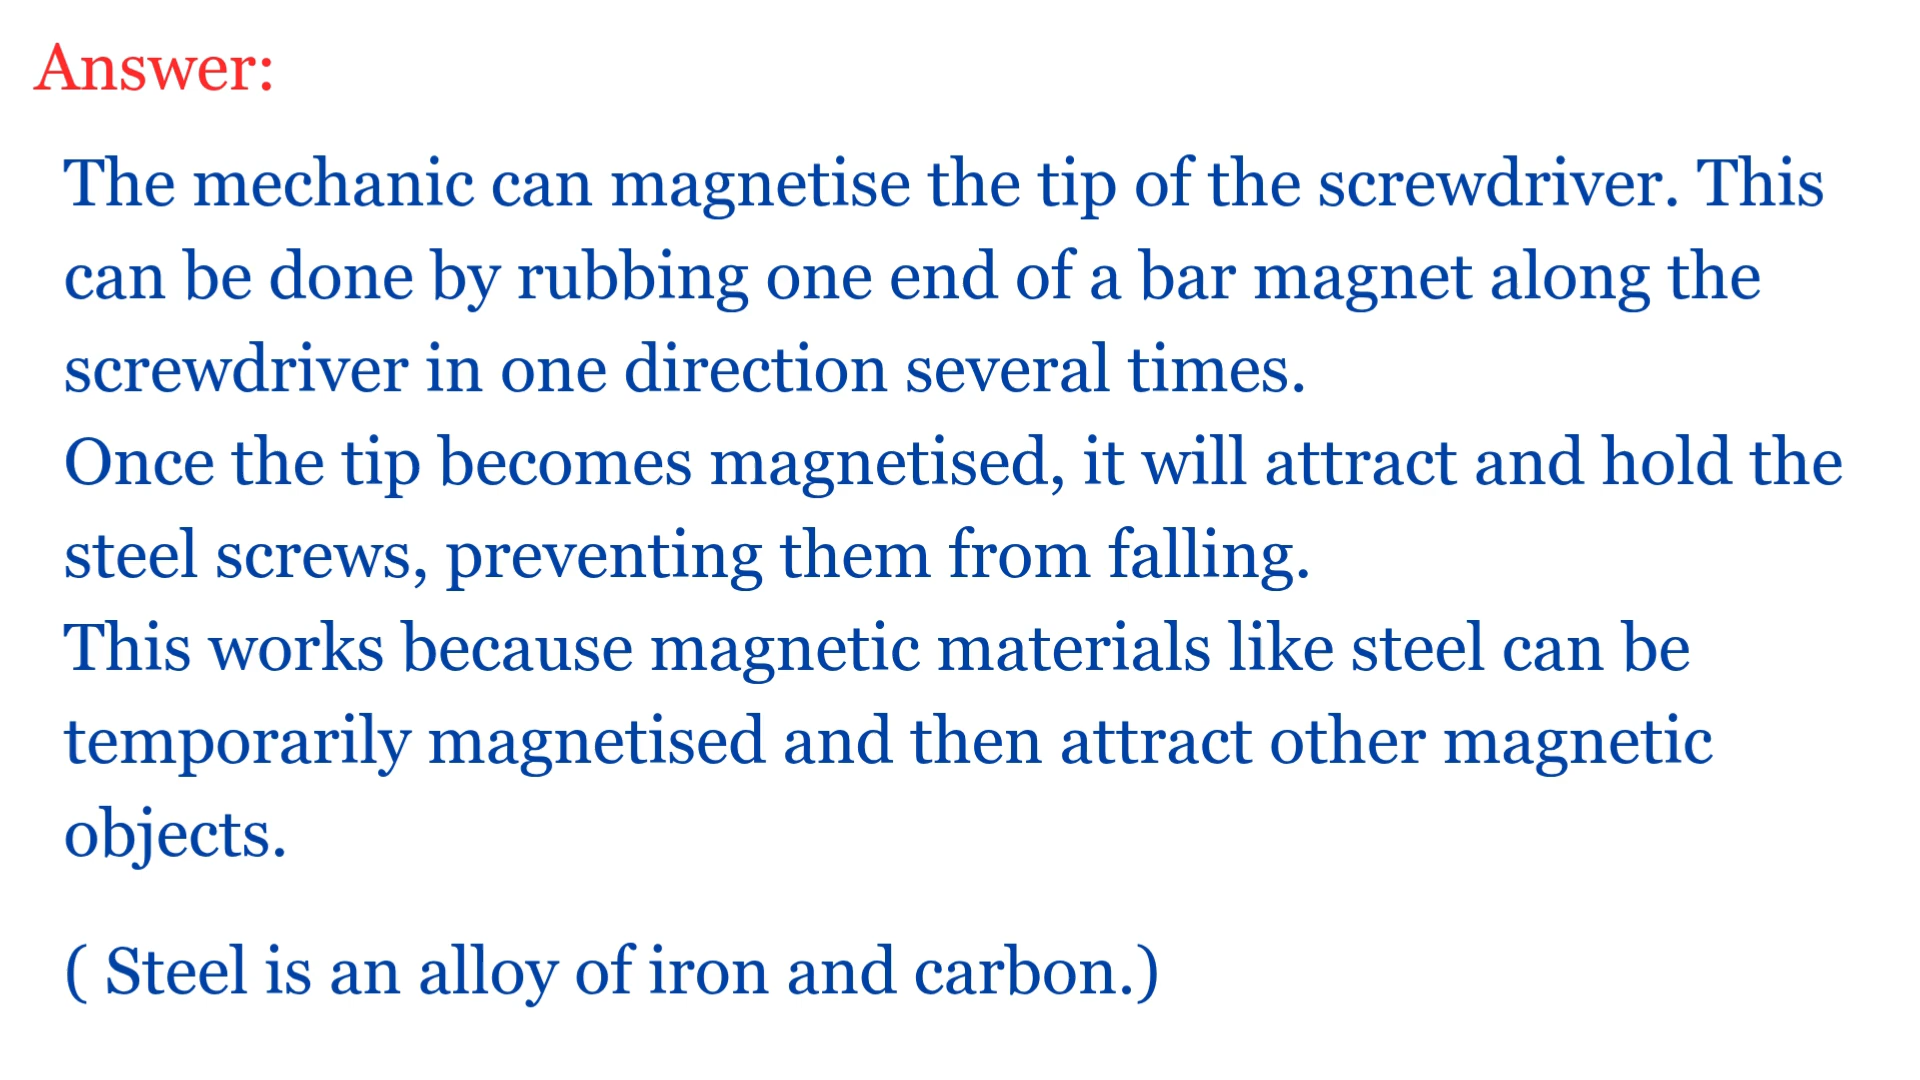 Answer:
The mechanic can magnetise the tip of the screwdriver. This
can be done by rubbing one end of a bar magnet along the
screwdriver in one direction several times.
Once the tip becomes magnetised, it will attract and hold the
steel screws, preventing them from falling.
This works because magnetic materials like steel can be
temporarily magnetised and then attract other magnetic
objects.
( Steel is an alloy of iron and carbon.)